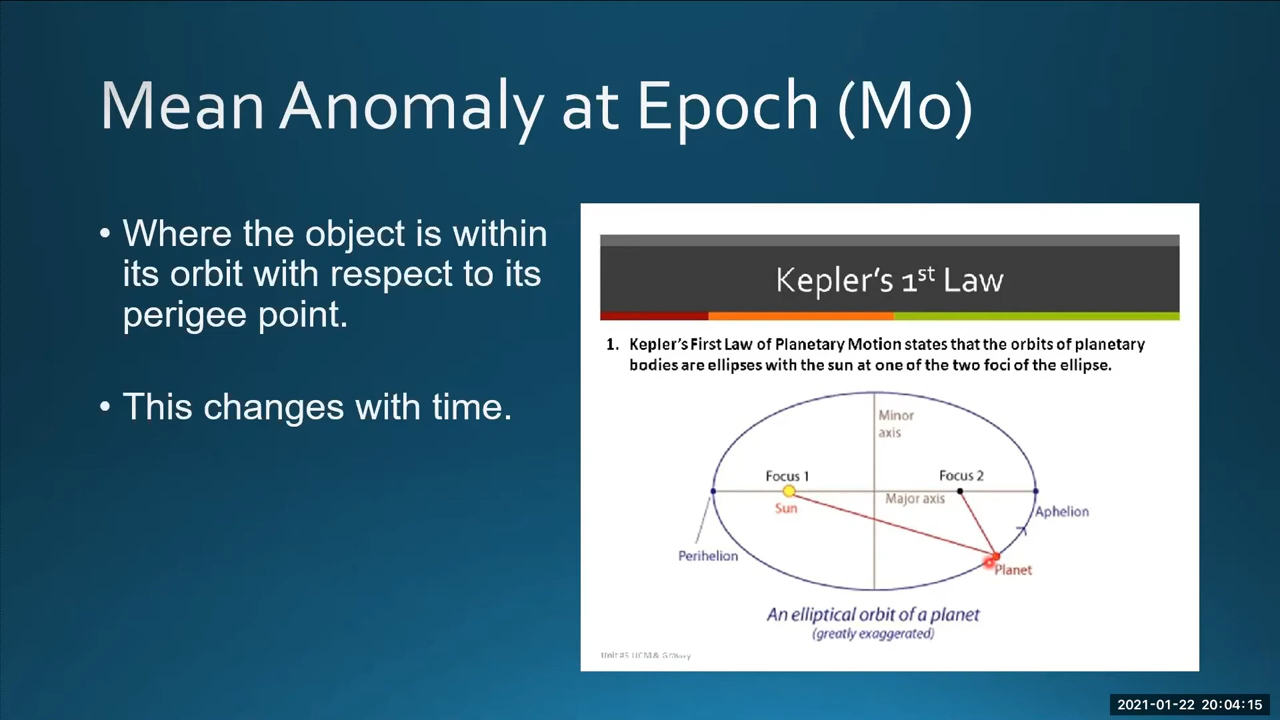 Mean Anomaly at Epoch (Mo)
• Where the object is within
its orbit with respect to its
perigee point.
• This changes with time.
Kepler's 1st Law
1. Kepler's First Law of Planetary Motion states that the orbits of planetary
bodies are ellipses with the sun at one of the two foci of the ellipse.
Minor
axis
Focus 1
Focus 2
Major axis
Sun
Aphelion
Perihelion
Planet
An elliptical orbit of a planet
(greatly exaggerated)
Unit #5 UCM & Gravity
2021-01-22 20:04:15